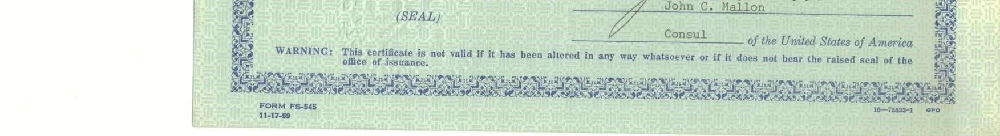 John C. Mallon
(SEAL)
Consul of the United States of America
WARNING: This certificate is not valid if it has been altered in any way whatsoever or if it does not bear the raised seal of the
office of issuance.
FORM FS-545
11-17-59
16—75522-1 GPO